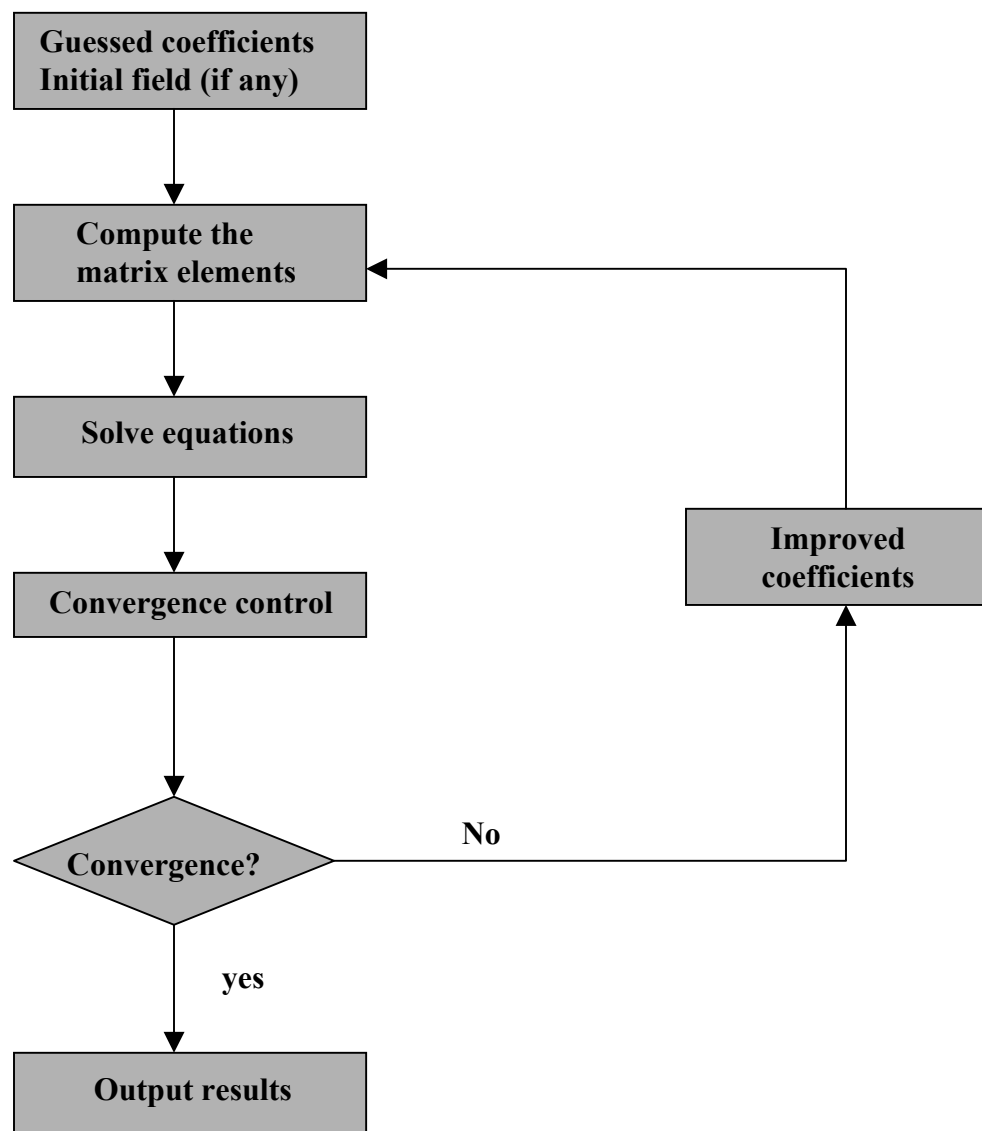 Guessed coefficients
Initial field (if any)
Compute the
matrix elements
Solve equations
Convergence control
Improved
coefficients
Convergence?
No
yes
Output results